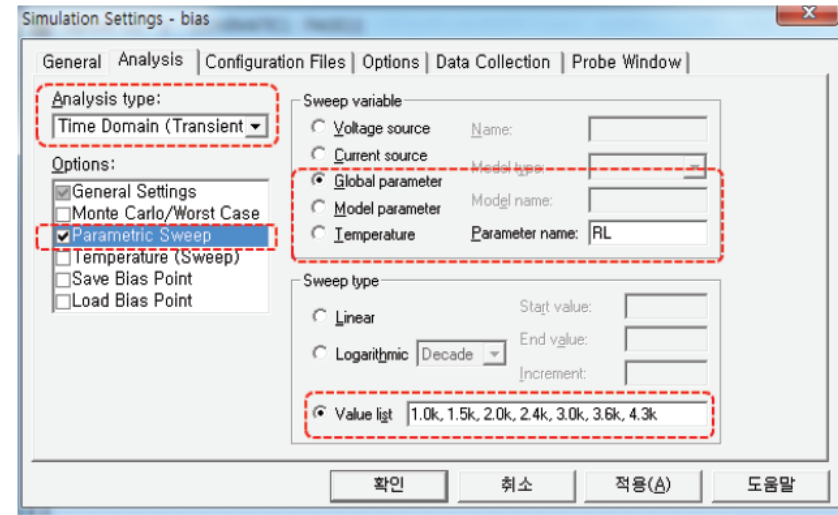 Simulation Settings - bias
General Analysis Configuration Files Options Data Collection Probe Window
Analysis type:
Time Domain (Transient
Options:
General Settings
Monte Carlo/Worst Case
Parametric Sweep
Temperature (Sweep)
Save Bias Point
Load Bias Point
Sweep variable
Voltage source Name:
Current source Model type:
Global parameter
Model parameter Model name:
Temperature Parameter name: RL
Sweep type
Linear Start value:
End value:
Logarithmic Decade
Increment:
Value list 1.0k, 1.5k, 2.0k, 2.4k, 3.0k, 3.6k, 4.3k
확인 취소 적용(A) 도움말